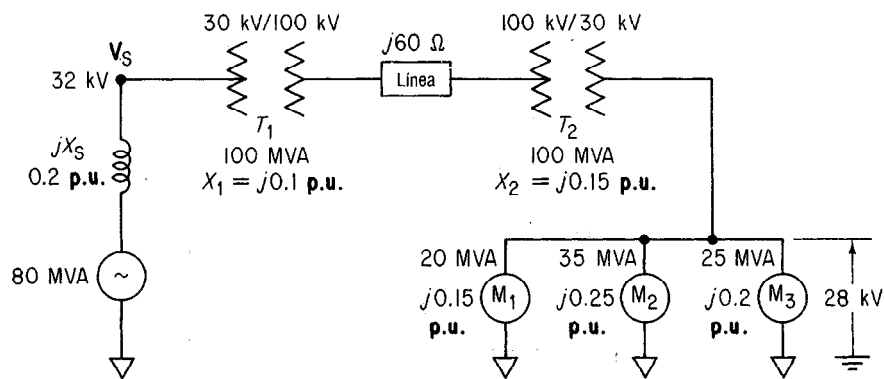 30 kV/100 kV
100 kV/30 kV
j60 Ω
V_S
32 kV
Línea
T_1
T_2
jX_S
0.2 p.u.
100 MVA
X_1 = j0.1 p.u.
100 MVA
X_2 = j0.15 p.u.
80 MVA
~
20 MVA
35 MVA
25 MVA
M_1
M_2
M_3
28 kV
j0.15
p.u.
j0.25
p.u.
j0.2
p.u.